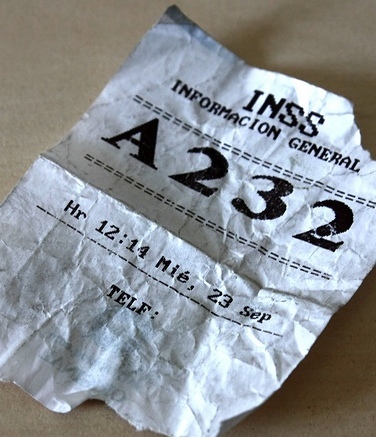 INSS
INFORMACION GENERAL
A232
Hr 12:14 Mié, 23 Sep
TELF: